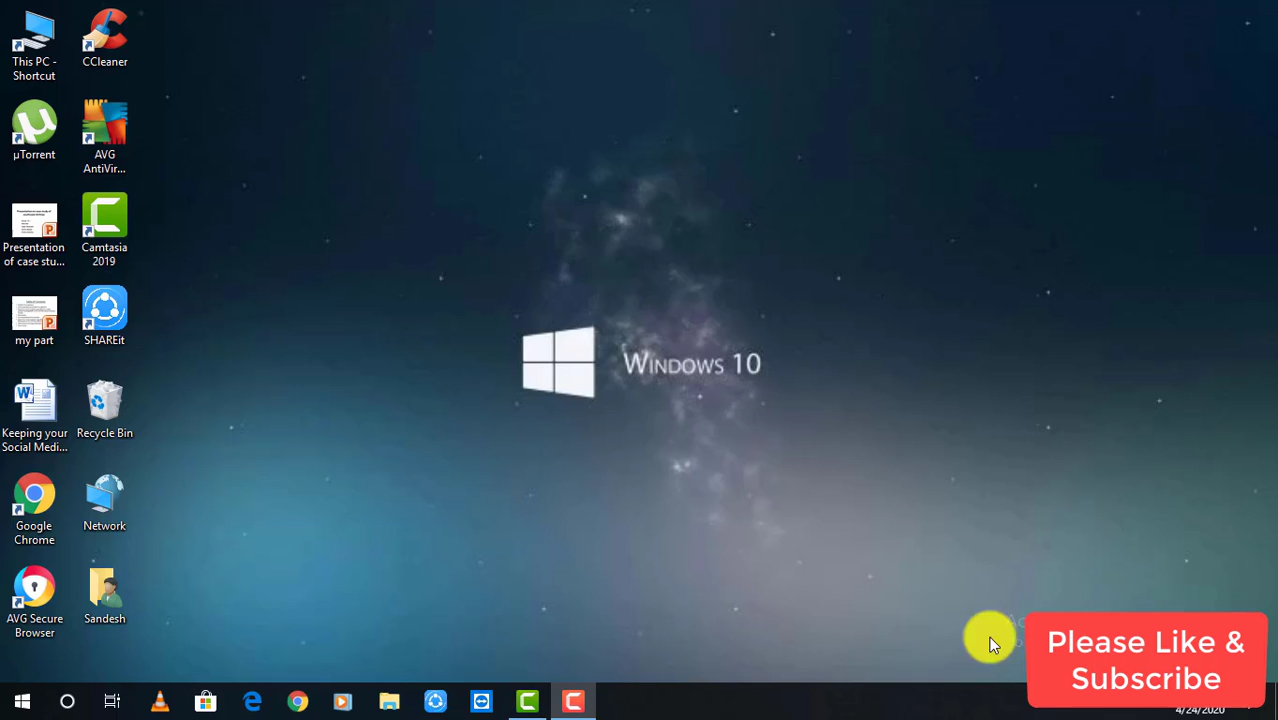 This PC -
Shortcut
CCleaner
µTorrent
AVG
AntiVir...
Presentation
of case stu...
Camtasia
2019
my part
SHAREit
Keeping your
Social Medi...
Recycle Bin
Google
Chrome
Network
AVG Secure
Browser
Sandesh
WINDOWS 10
Please Like &
Subscribe
4/24/2020